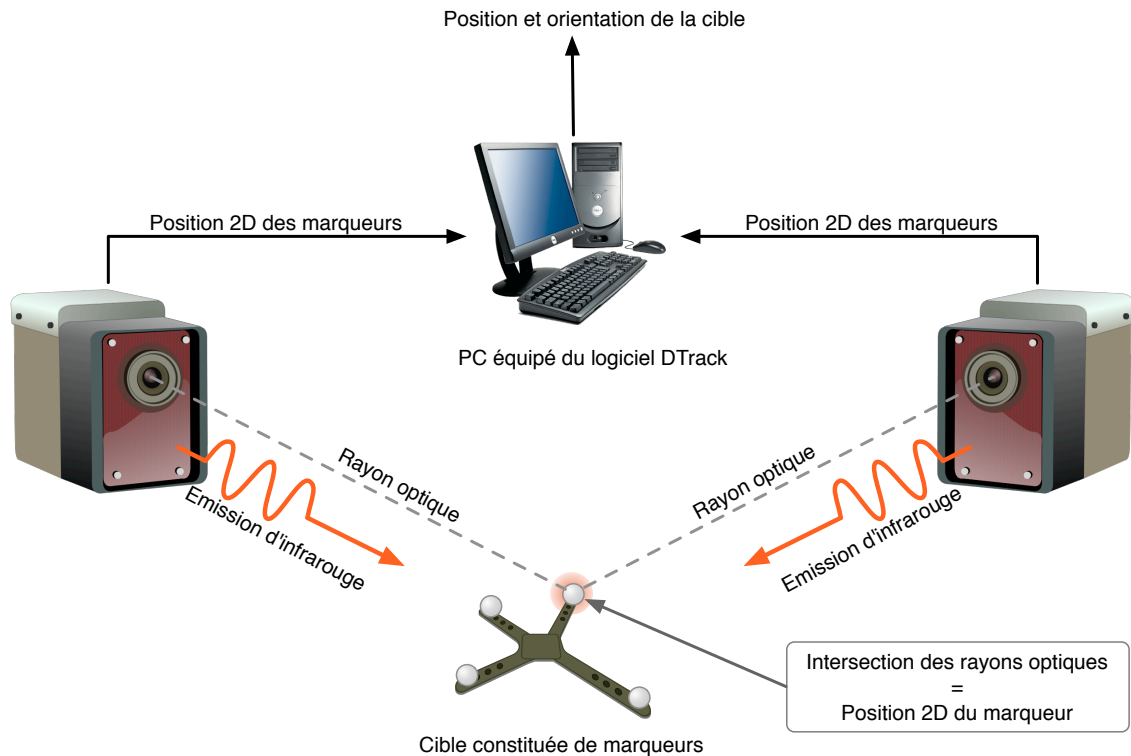 Position et orientation de la cible
Position 2D des marqueurs
Position 2D des marqueurs
PC équipé du logiciel DTrack
Rayon optique
Rayon optique
Emission d'infrarouge
Emission d'infrarouge
Intersection des rayons optiques
=
Position 2D du marqueur
Cible constituée de marqueurs